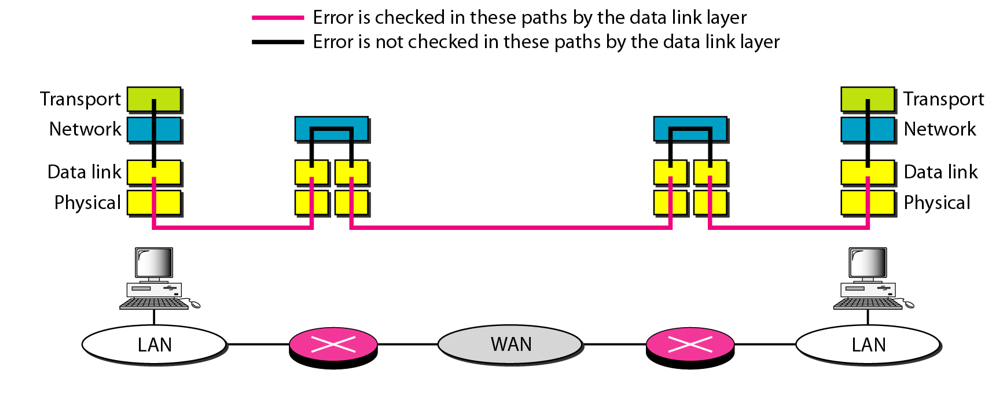 Error is checked in these paths by the data link layer
Error is not checked in these paths by the data link layer
Transport
Transport
Network
Network
Data link
Data link
Physical
Physical
LAN
WAN
LAN